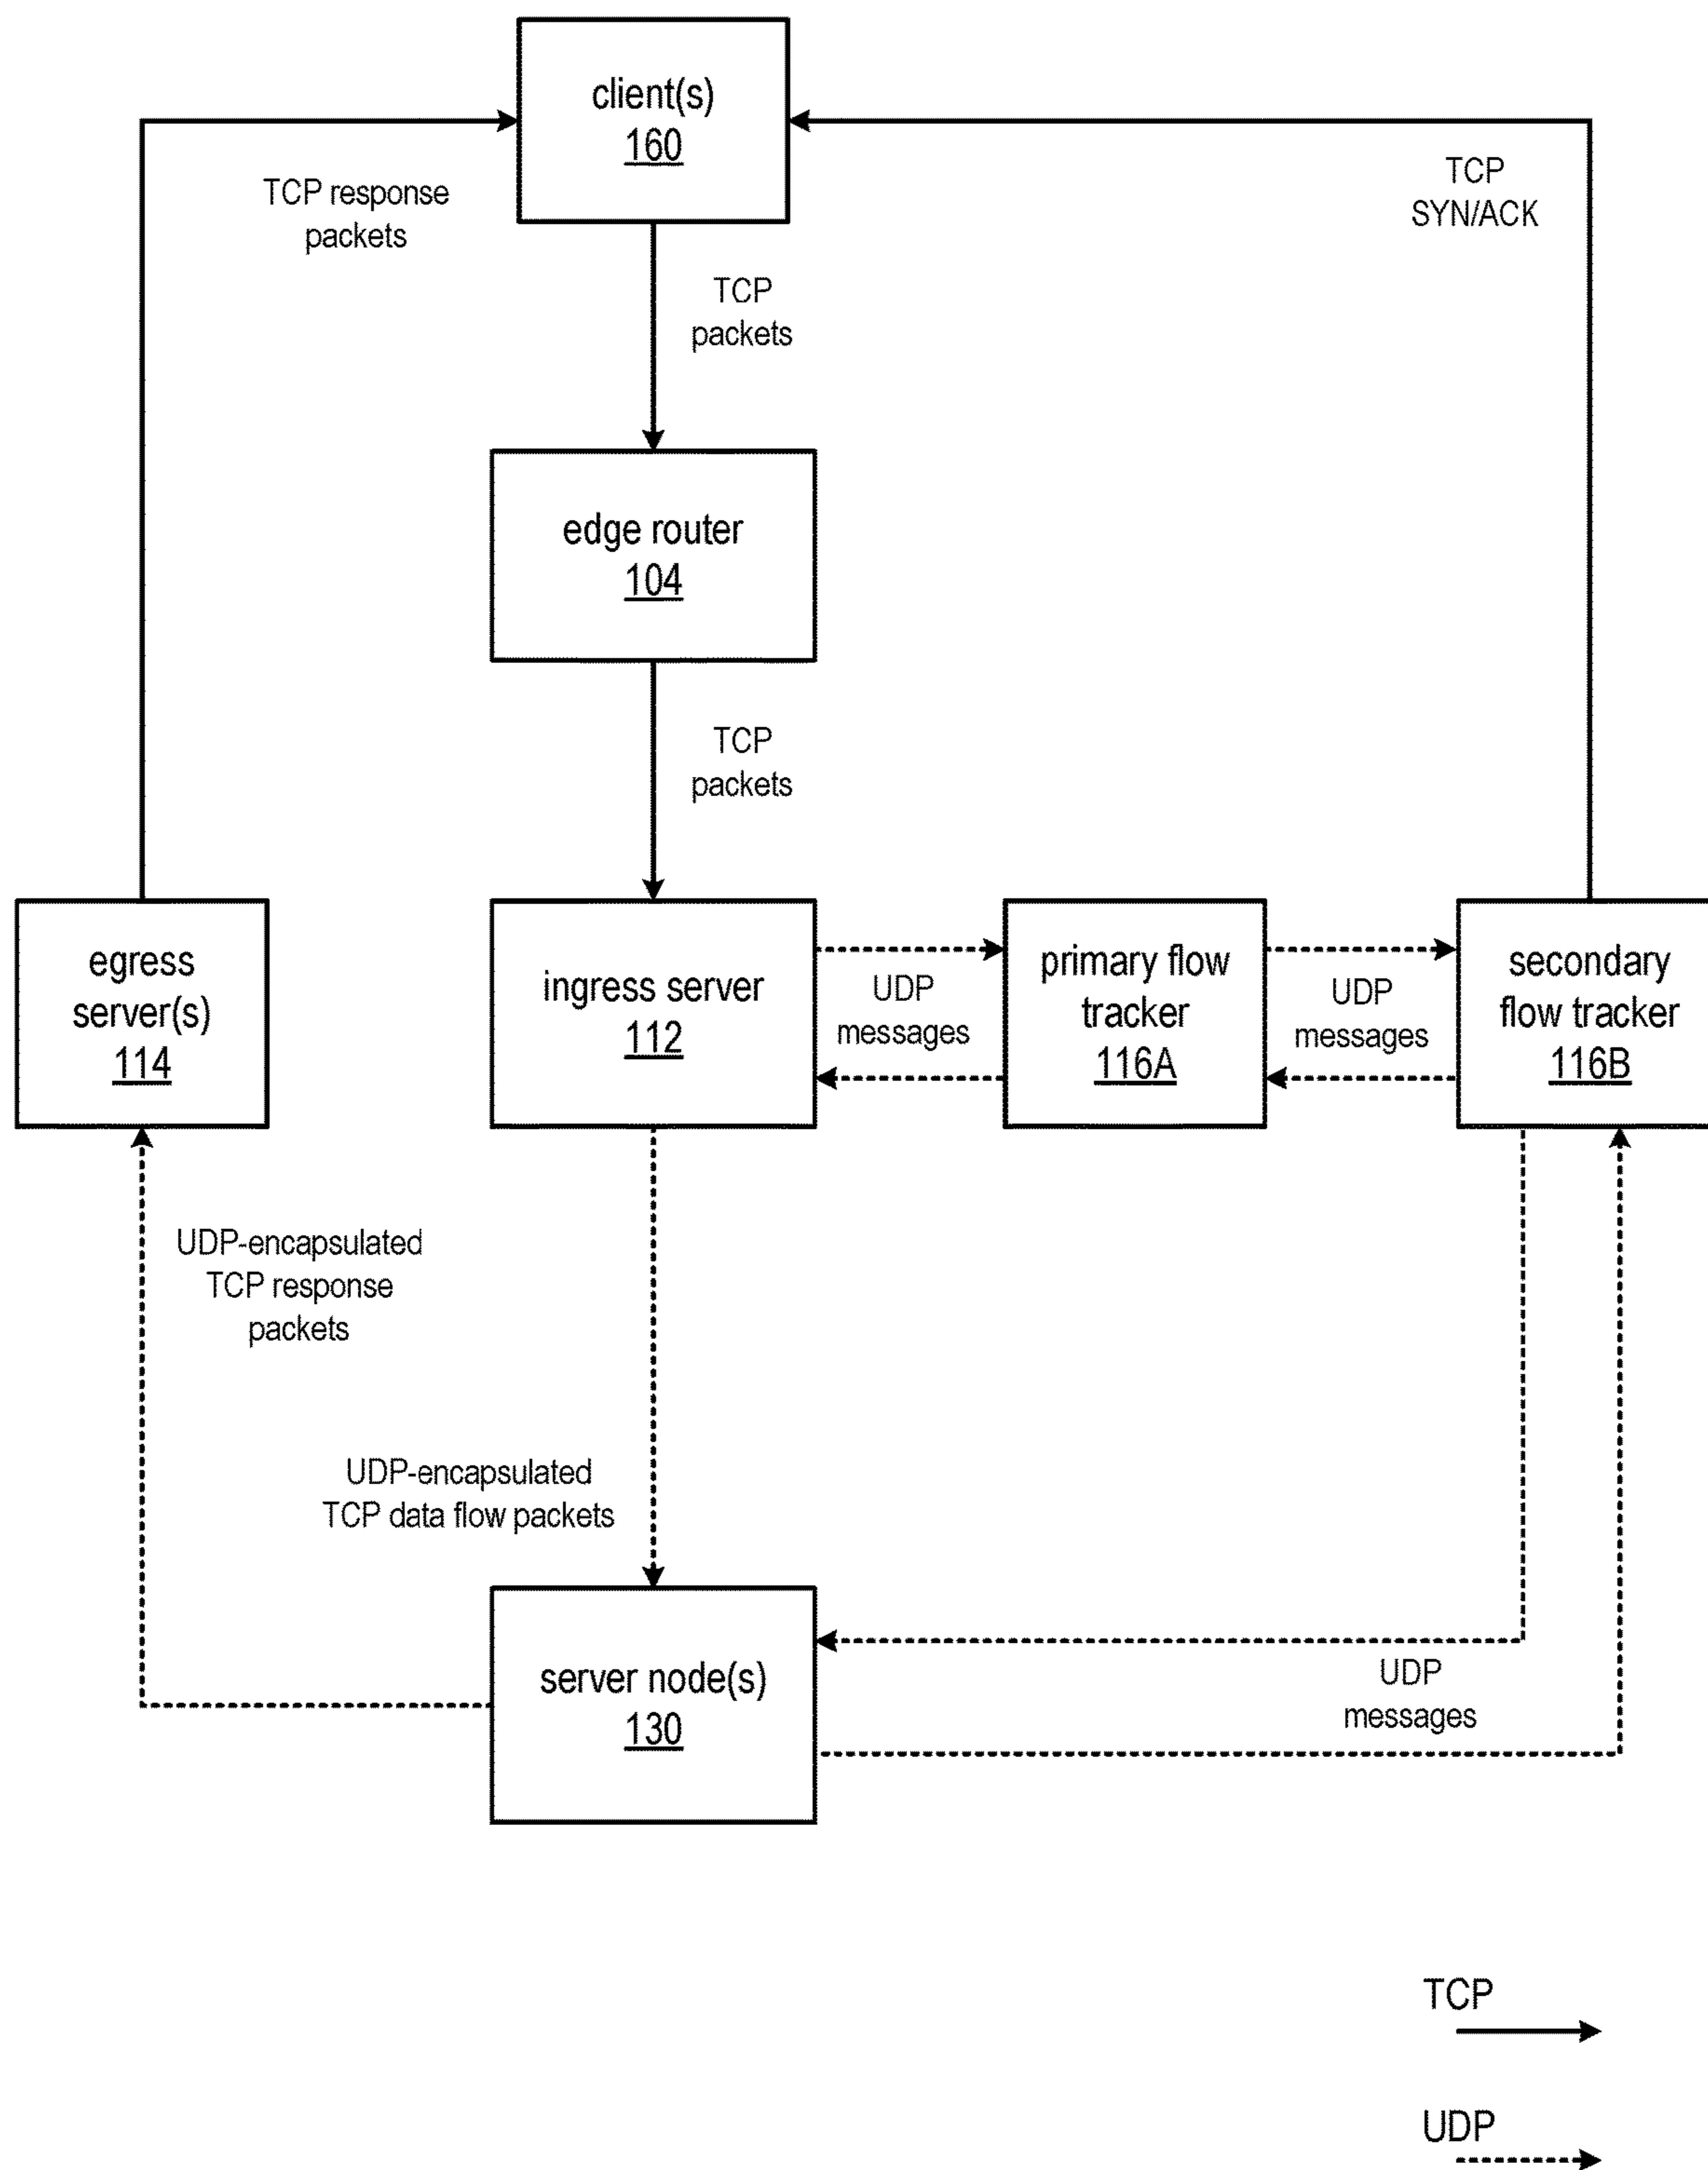 client(s)
160
TCP response
packets
TCP
SYN/ACK
TCP
packets
edge router
104
TCP
packets
egress
server(s)
114
ingress server
112
UDP
messages
primary flow
tracker
116A
UDP
messages
secondary
flow tracker
116B
UDP-encapsulated
TCP response
packets
UDP-encapsulated
TCP data flow packets
server node(s)
130
UDP
messages
TCP
UDP